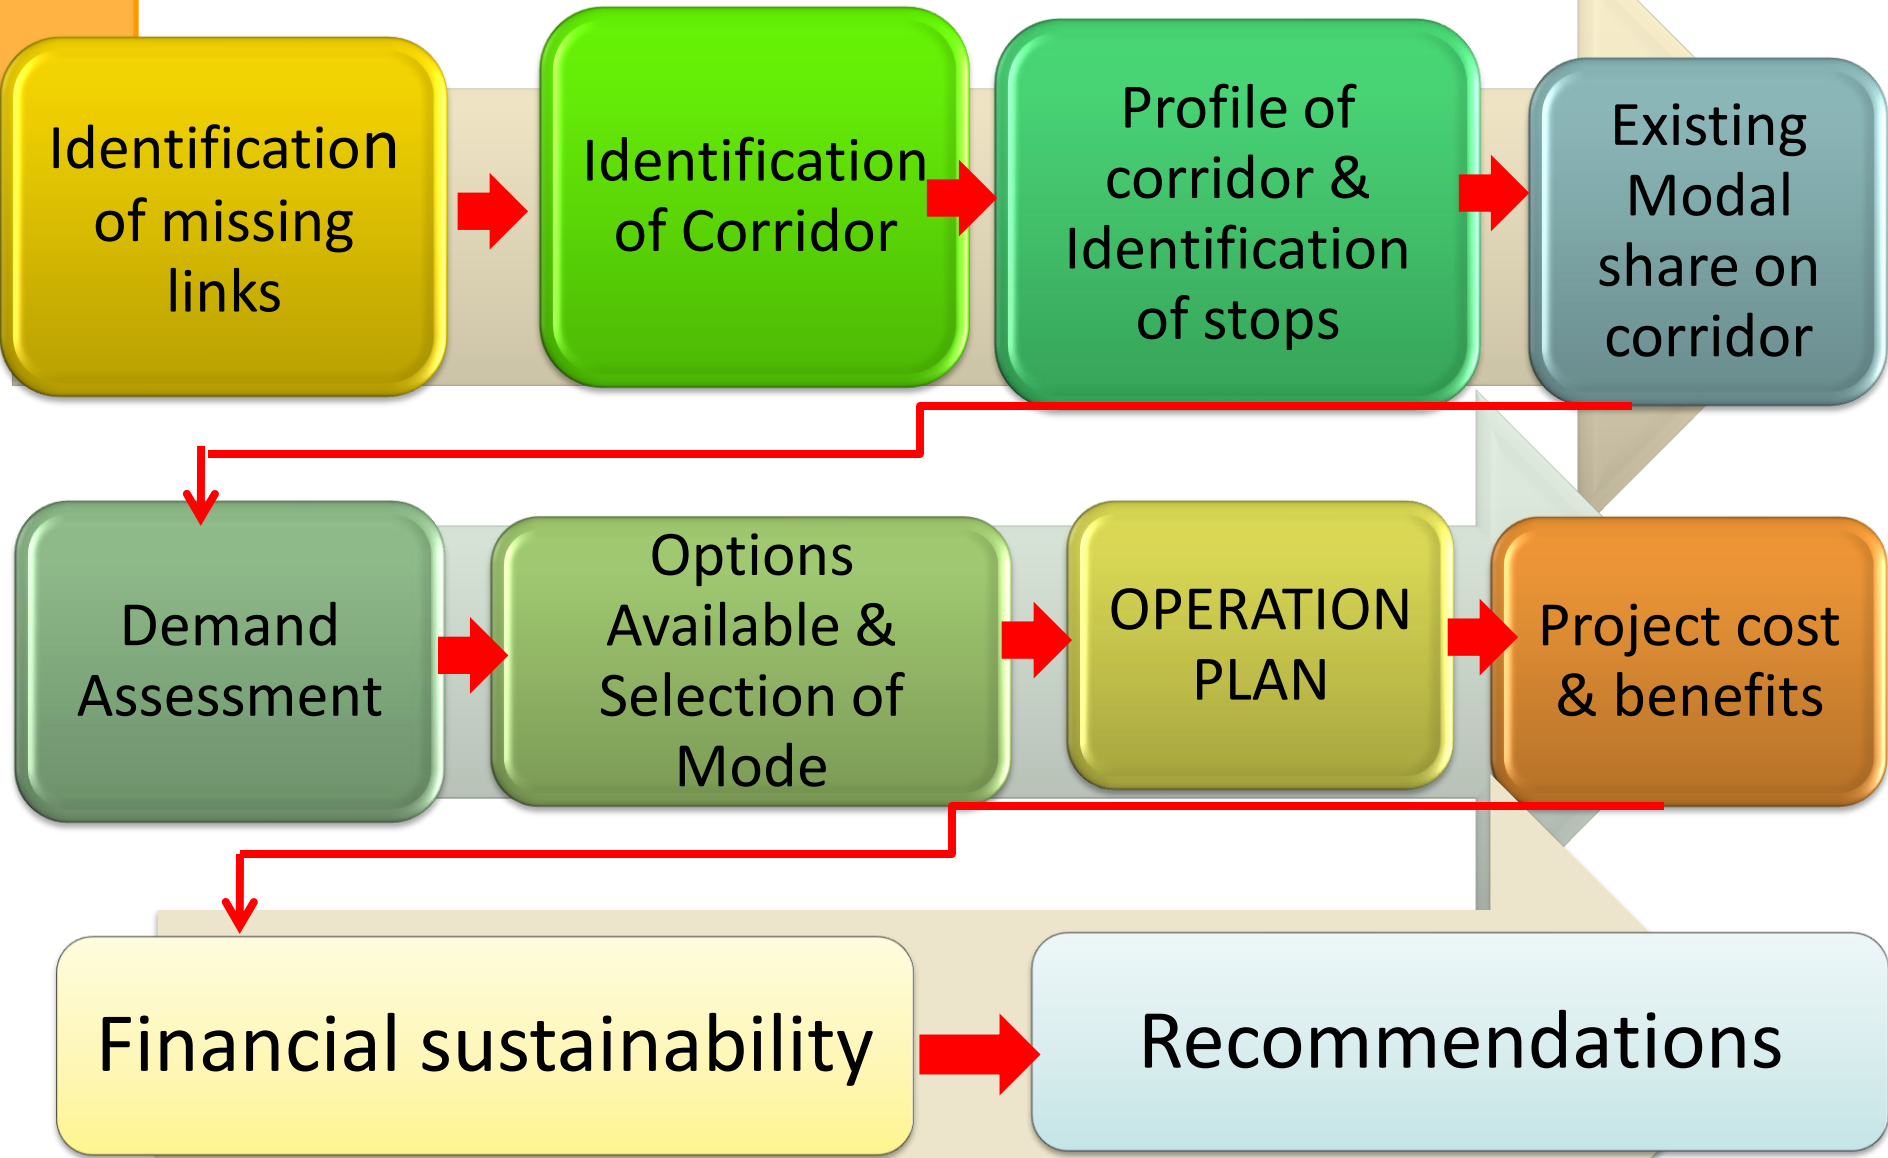 Identification
of missing
links
Identification
of Corridor
Profile of
corridor &
Identification
of stops
Existing
Modal
share on
corridor
Demand
Assessment
Options
Available &
Selection of
Mode
OPERATION
PLAN
Project cost
& benefits
Financial sustainability
Recommendations